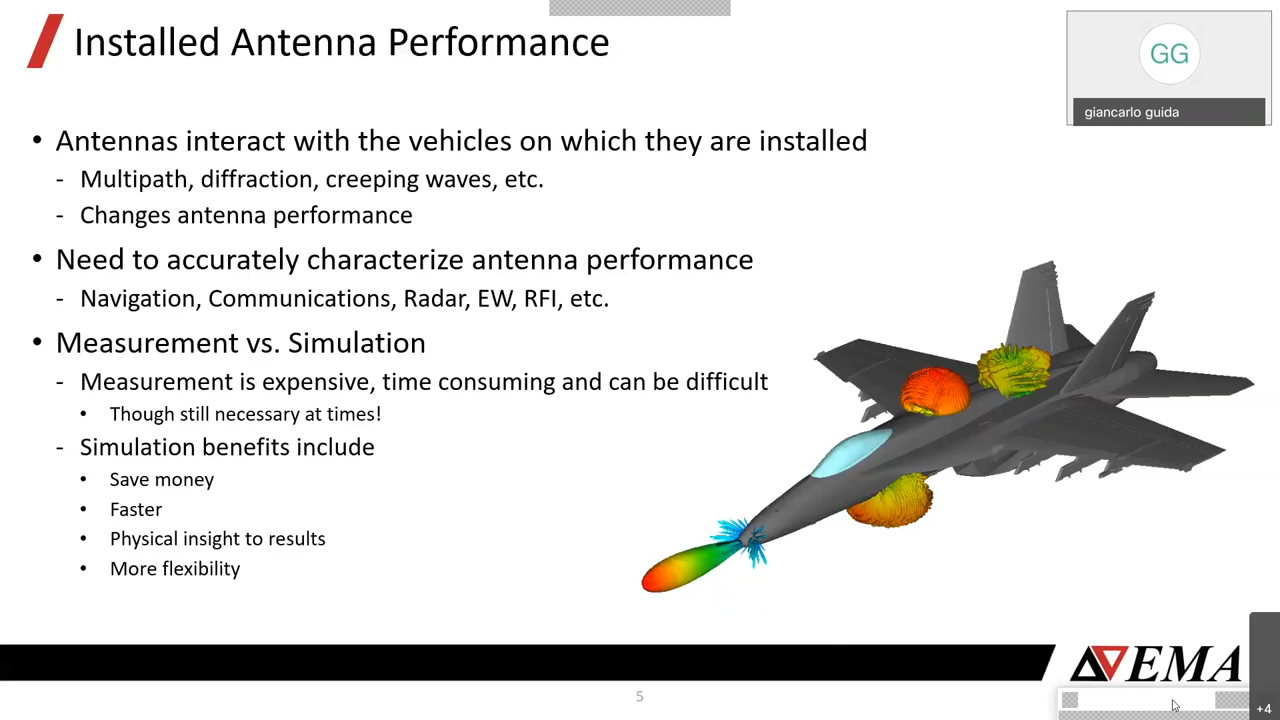 Installed Antenna Performance
GG
giancarlo guida
• Antennas interact with the vehicles on which they are installed
- Multipath, diffraction, creeping waves, etc.
- Changes antenna performance
• Need to accurately characterize antenna performance
- Navigation, Communications, Radar, EW, RFI, etc.
• Measurement vs. Simulation
- Measurement is expensive, time consuming and can be difficult
• Though still necessary at times!
- Simulation benefits include
• Save money
• Faster
• Physical insight to results
• More flexibility
EMA
5
+4